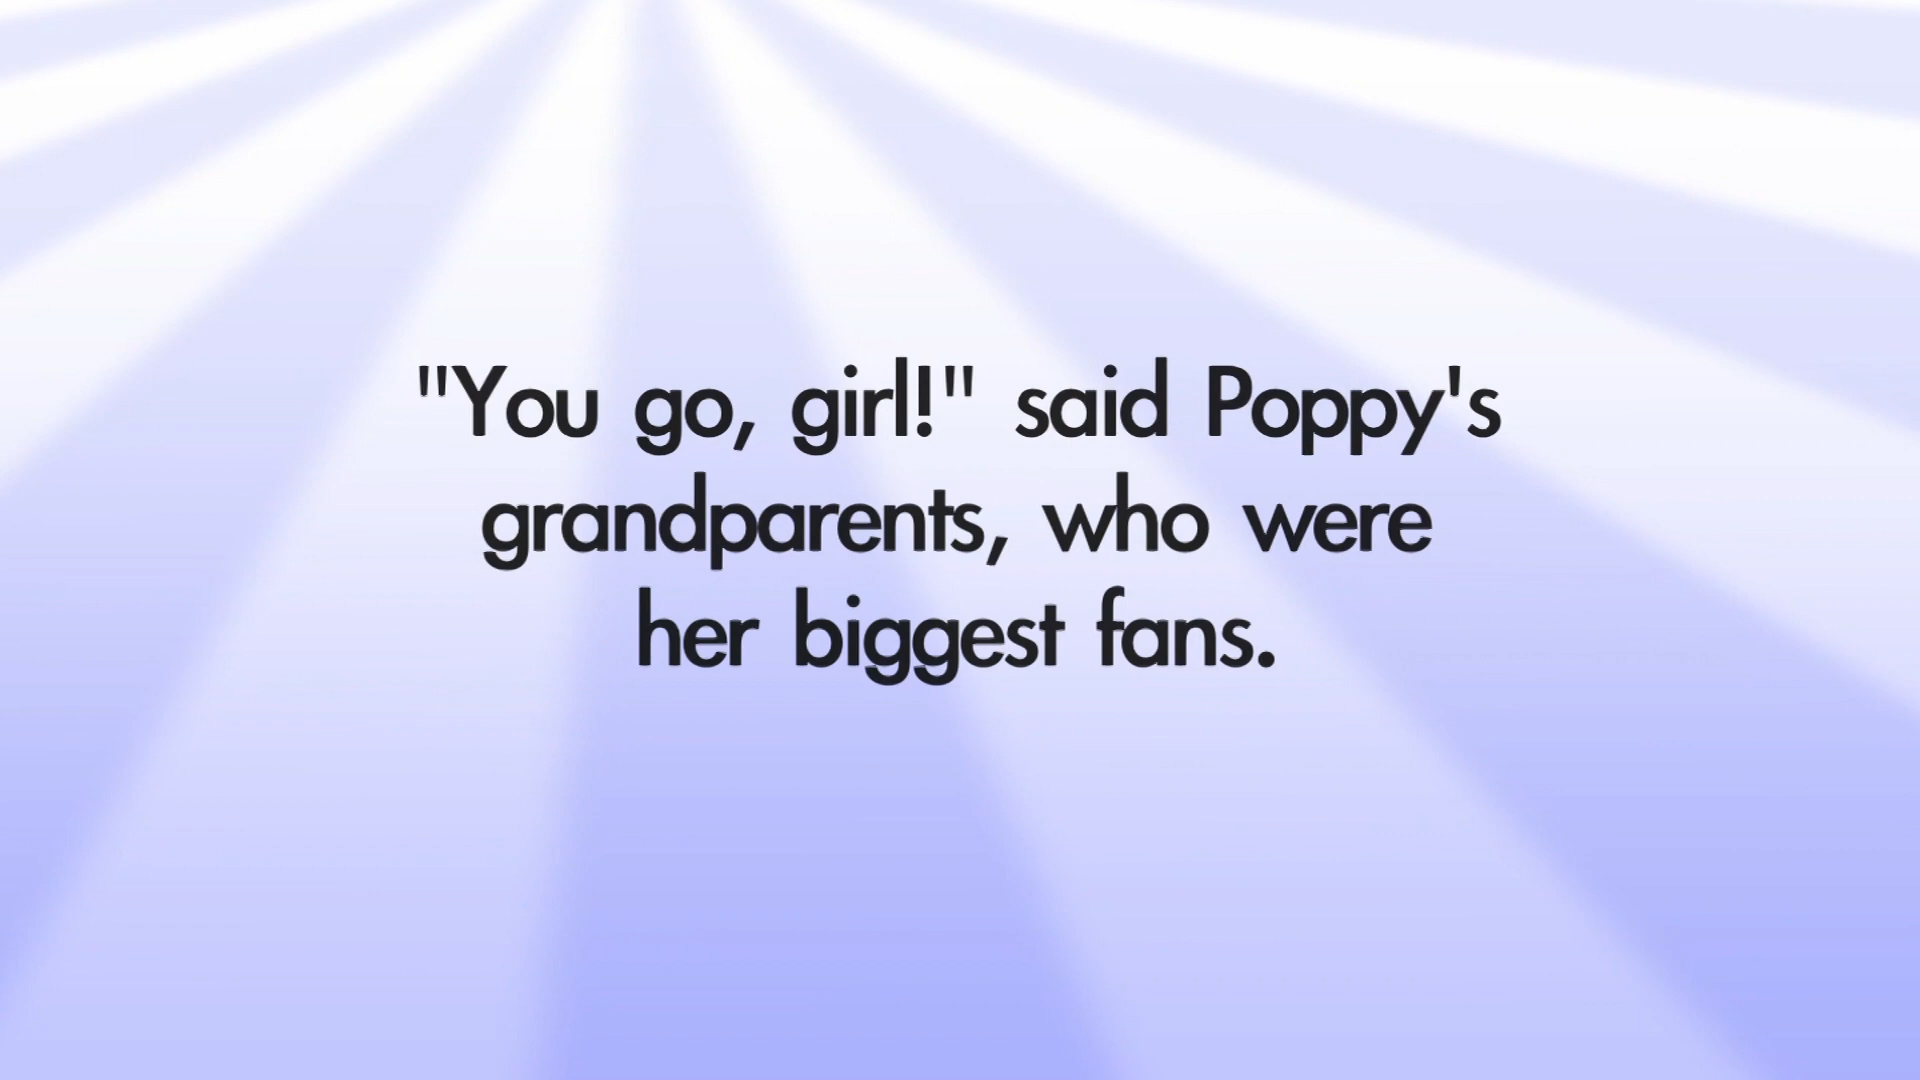 "You go, girl!" said Poppy's
grandparents, who were
her biggest fans.